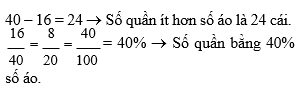 40 – 16 = 24 → Số quần ít hơn số áo là 24 cái.
16/40 = 8/20 = 40/100 = 40% → Số quần bằng 40%
số áo.